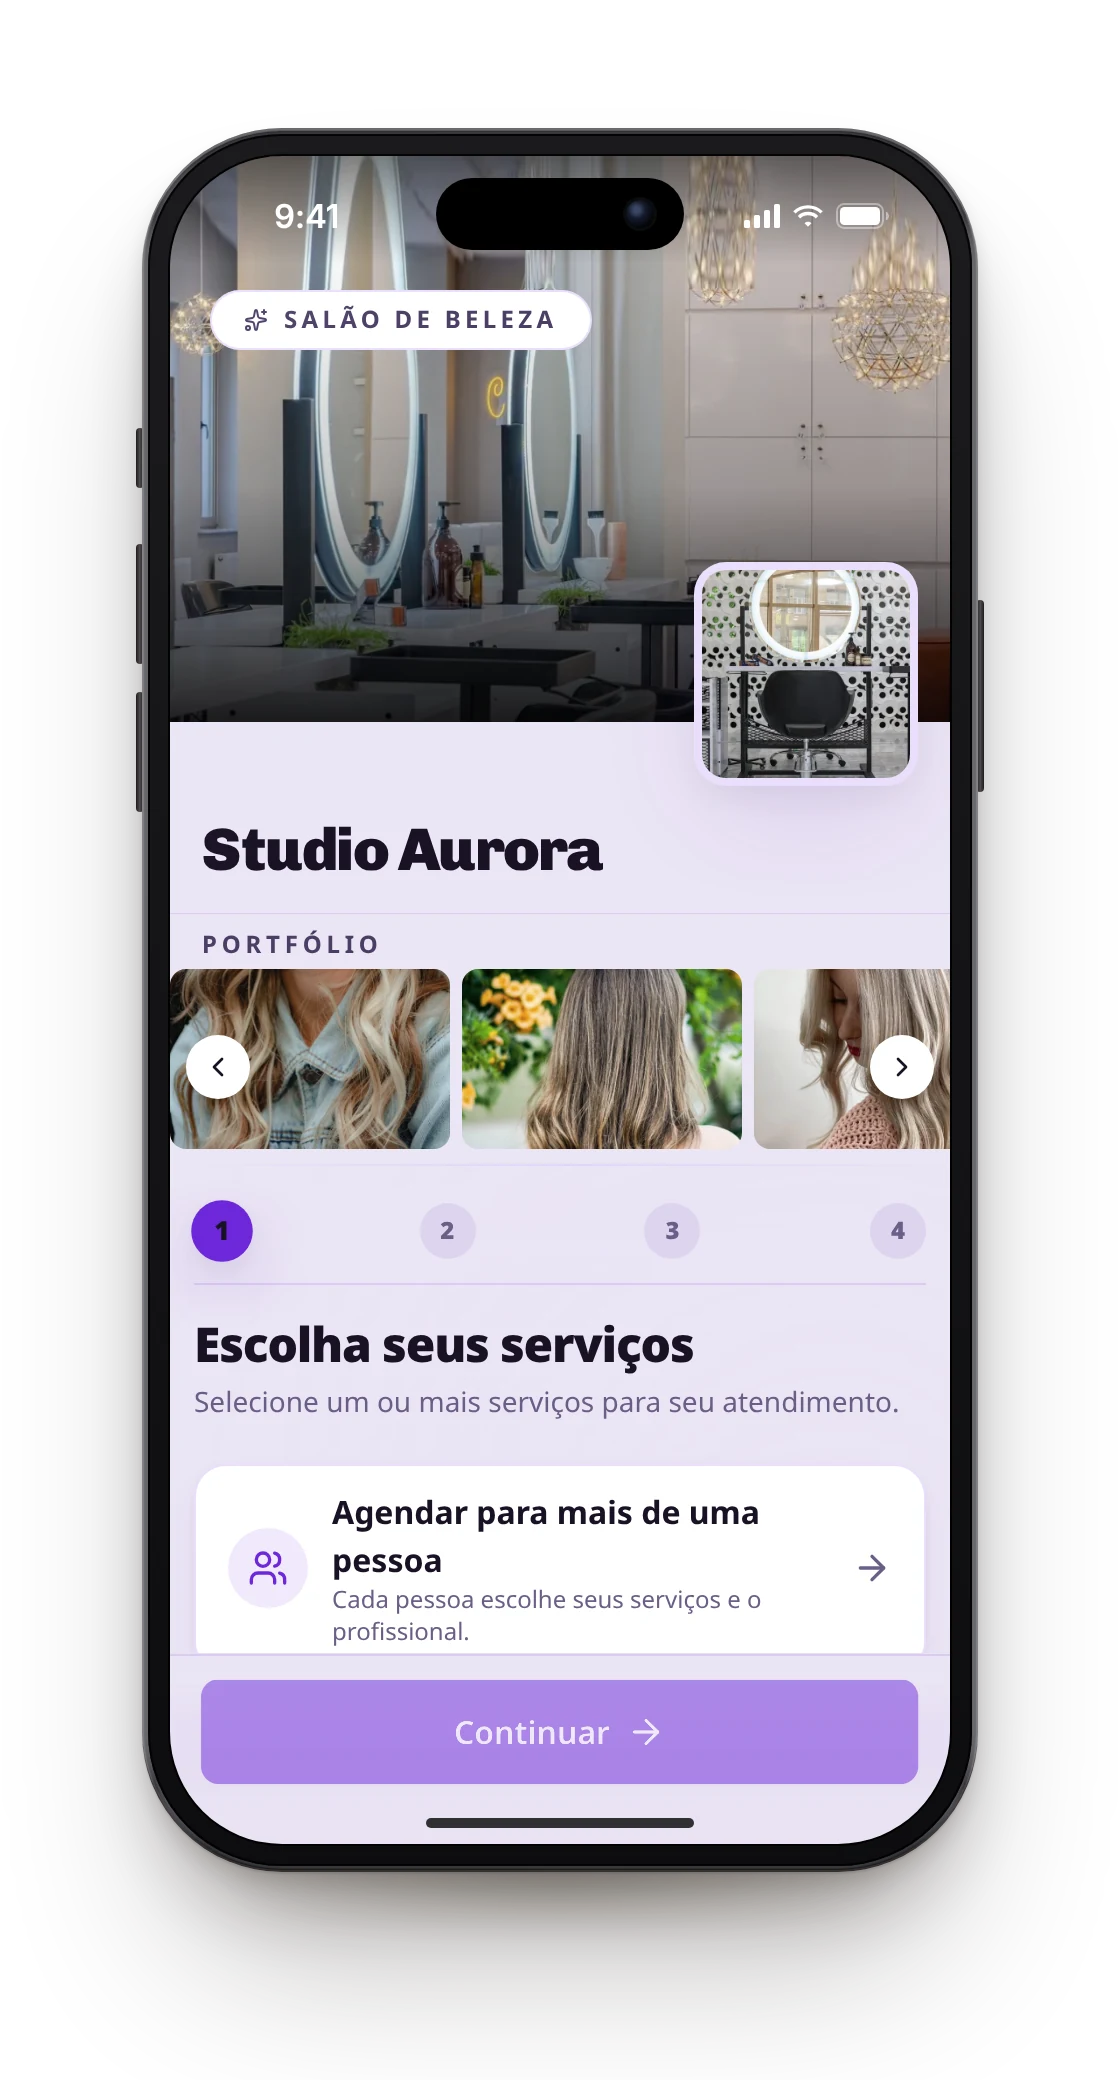 9:41
SALÃO DE BELEZA
Studio Aurora
PORTFÓLIO
1 2 3 4
Escolha seus serviços
Selecione um ou mais serviços para seu atendimento.
Agendar para mais de uma
pessoa
Cada pessoa escolhe seus serviços e o
profissional.
Continuar